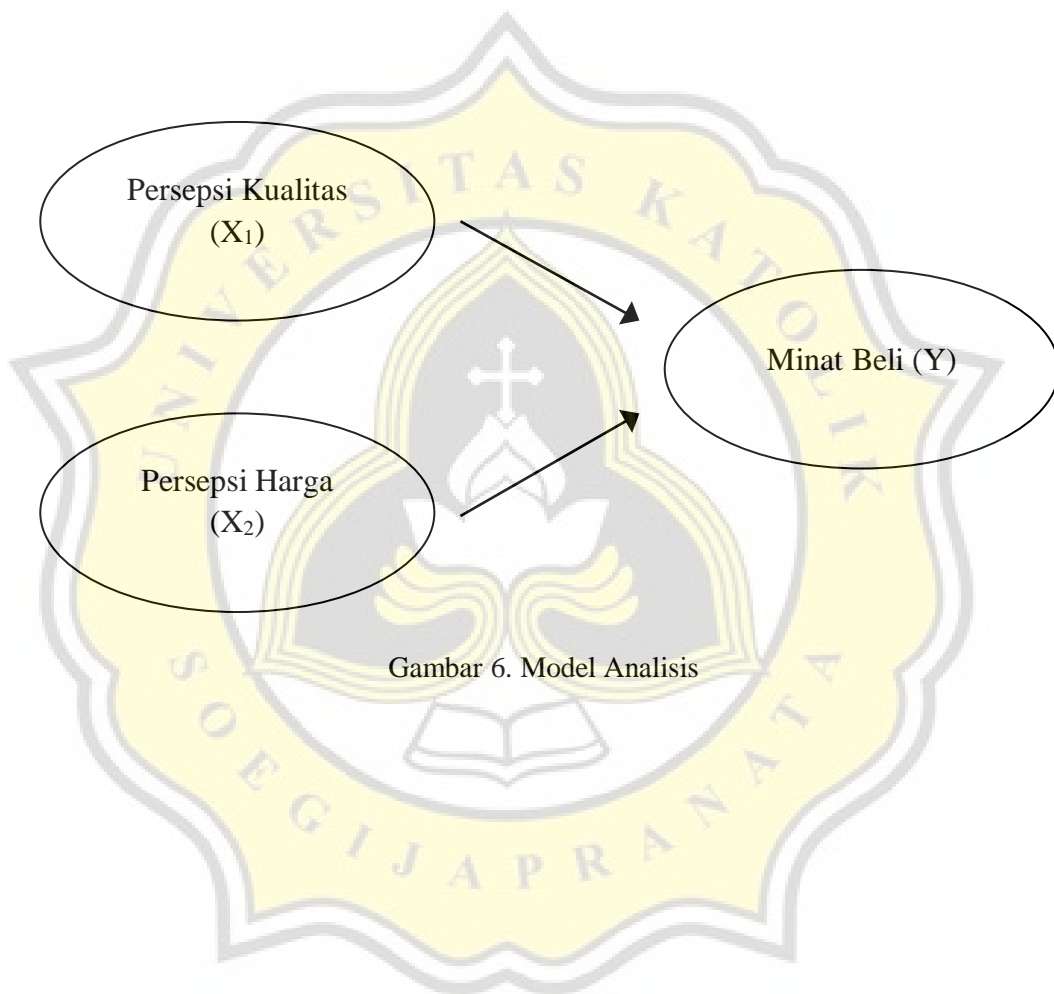 Persepsi Kualitas
(X₁)
Minat Beli (Y)
Persepsi Harga
(X₂)
Gambar 6. Model Analisis
UNIVERSITAS KATOLIK
SOEGIJAPRANATA